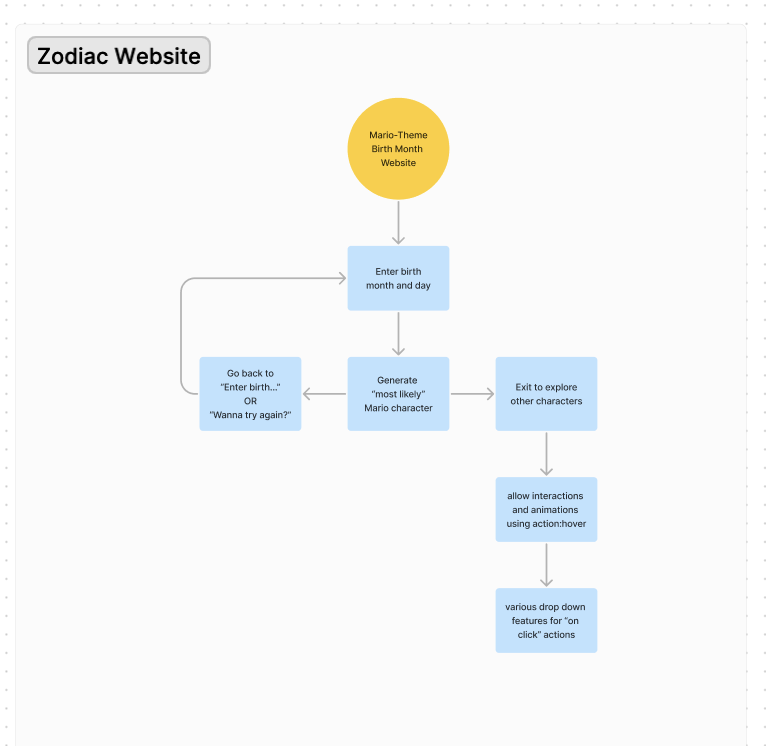 Zodiac Website
Mario-Theme
Birth Month
Website
Enter birth
month and day
Go back to
“Enter birth...”
OR
“Wanna try again?”
Generate
“most likely”
Mario character
Exit to explore
other characters
allow interactions
and animations
using action:hover
various drop down
features for “on
click” actions